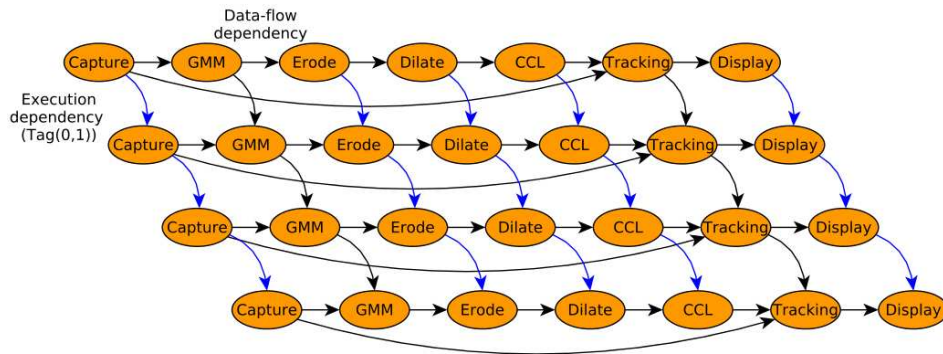 Data-flow
dependency
Capture GMM Erode Dilate CCL Tracking Display
Execution
dependency
(Tag(0,1))
Capture GMM Erode Dilate CCL Tracking Display
Capture GMM Erode Dilate CCL Tracking Display
Capture GMM Erode Dilate CCL Tracking Display